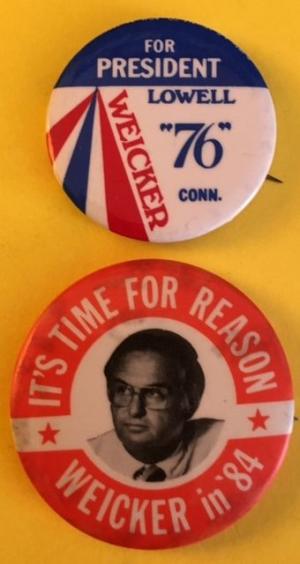 FOR
PRESIDENT
LOWELL
WEICKER
"76"
CONN.
IT'S TIME FOR REASON
WEICKER in '84